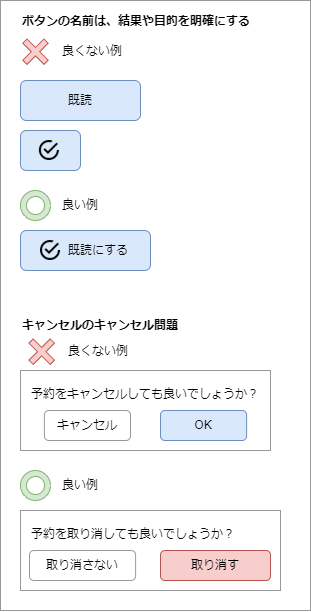 ボタンの名前は、結果や目的を明確にする
良くない例
既読
良い例
既読にする
キャンセルのキャンセル問題
良くない例
予約をキャンセルしても良いでしょうか？
キャンセル OK
良い例
予約を取り消しても良いでしょうか？
取り消さない 取り消す